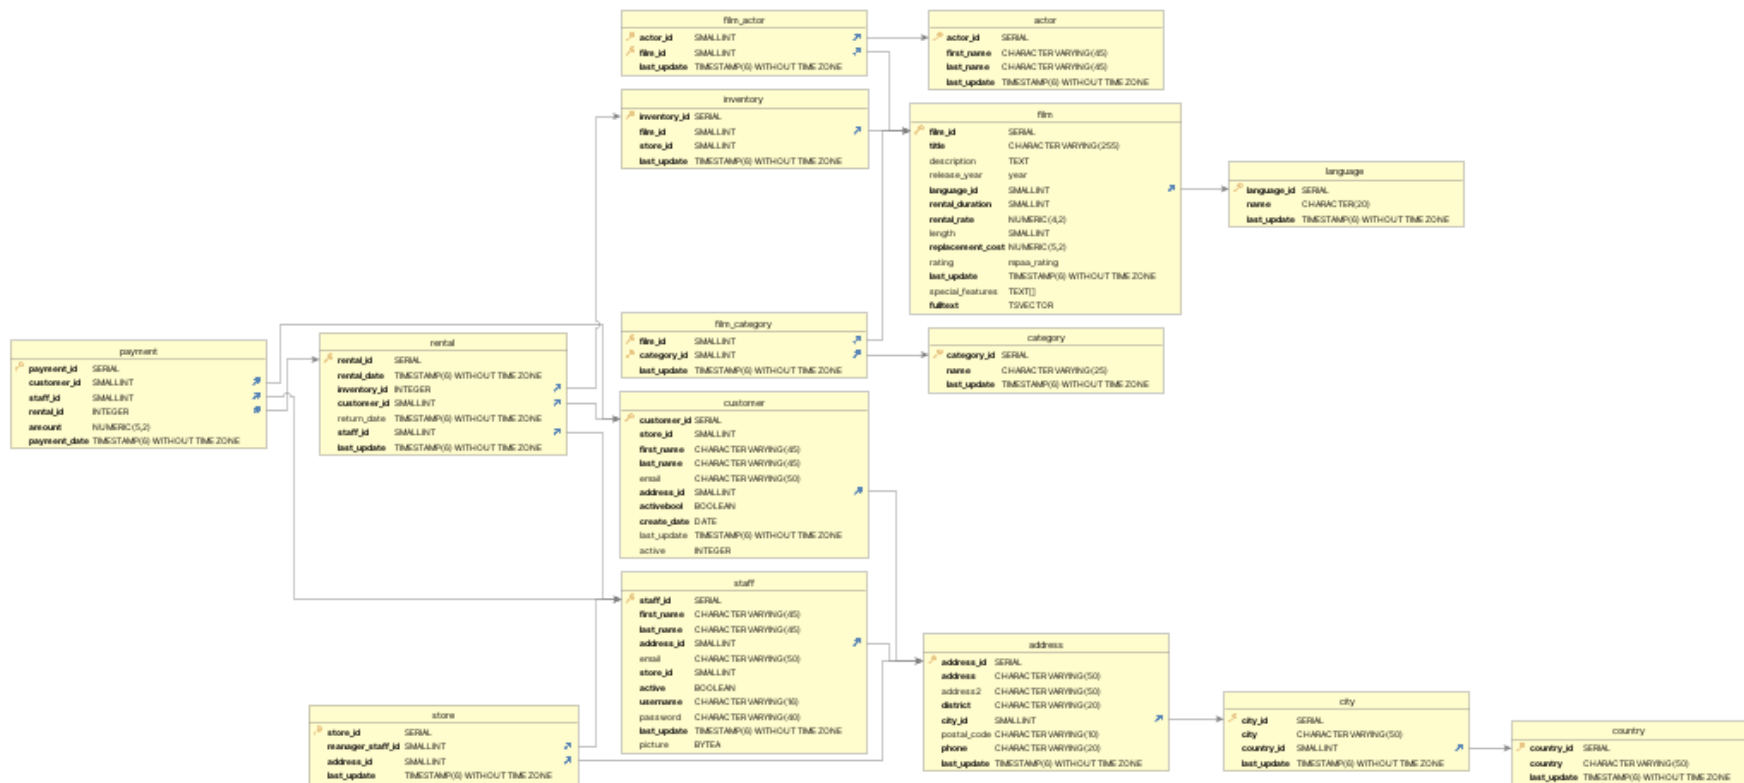 film_actor
actor_id SMALLINT
film_id SMALLINT
last_update TIMESTAMP(6) WITHOUT TIME ZONE
actor
actor_id SERIAL
first_name CHARACTER VARYING(45)
last_name CHARACTER VARYING(45)
last_update TIMESTAMP(6) WITHOUT TIME ZONE
inventory
inventory_id SERIAL
film_id SMALLINT
store_id SMALLINT
last_update TIMESTAMP(6) WITHOUT TIME ZONE
film
film_id SERIAL
title CHARACTER VARYING(255)
description TEXT
release_year year
language_id SMALLINT
rental_duration SMALLINT
rental_rate NUMERIC(4,2)
length SMALLINT
replacement_cost NUMERIC(5,2)
rating mpaa_rating
last_update TIMESTAMP(6) WITHOUT TIME ZONE
special_features TEXT[]
fulltext TSVECTOR
language
language_id SERIAL
name CHARACTER(20)
last_update TIMESTAMP(6) WITHOUT TIME ZONE
payment
payment_id SERIAL
customer_id SMALLINT
staff_id SMALLINT
rental_id INTEGER
amount NUMERIC(5,2)
payment_date TIMESTAMP(6) WITHOUT TIME ZONE
rental
rental_id SERIAL
rental_date TIMESTAMP(6) WITHOUT TIME ZONE
inventory_id INTEGER
customer_id SMALLINT
return_date TIMESTAMP(6) WITHOUT TIME ZONE
staff_id SMALLINT
last_update TIMESTAMP(6) WITHOUT TIME ZONE
film_category
film_id SMALLINT
category_id SMALLINT
last_update TIMESTAMP(6) WITHOUT TIME ZONE
category
category_id SERIAL
name CHARACTER VARYING(25)
last_update TIMESTAMP(6) WITHOUT TIME ZONE
customer
customer_id SERIAL
store_id SMALLINT
first_name CHARACTER VARYING(45)
last_name CHARACTER VARYING(45)
email CHARACTER VARYING(50)
address_id SMALLINT
activebool BOOLEAN
create_date DATE
last_update TIMESTAMP(6) WITHOUT TIME ZONE
active INTEGER
staff
staff_id SERIAL
first_name CHARACTER VARYING(45)
last_name CHARACTER VARYING(45)
address_id SMALLINT
email CHARACTER VARYING(50)
store_id SMALLINT
active BOOLEAN
username CHARACTER VARYING(16)
password CHARACTER VARYING(40)
last_update TIMESTAMP(6) WITHOUT TIME ZONE
picture BYTEA
store
store_id SERIAL
manager_staff_id SMALLINT
address_id SMALLINT
last_update TIMESTAMP(6) WITHOUT TIME ZONE
address
address_id SERIAL
address CHARACTER VARYING(50)
address2 CHARACTER VARYING(50)
district CHARACTER VARYING(20)
city_id SMALLINT
postal_code CHARACTER VARYING(10)
phone CHARACTER VARYING(20)
last_update TIMESTAMP(6) WITHOUT TIME ZONE
city
city_id SERIAL
city CHARACTER VARYING(50)
country_id SMALLINT
last_update TIMESTAMP(6) WITHOUT TIME ZONE
country
country_id SERIAL
country CHARACTER VARYING(50)
last_update TIMESTAMP(6) WITHOUT TIME ZONE